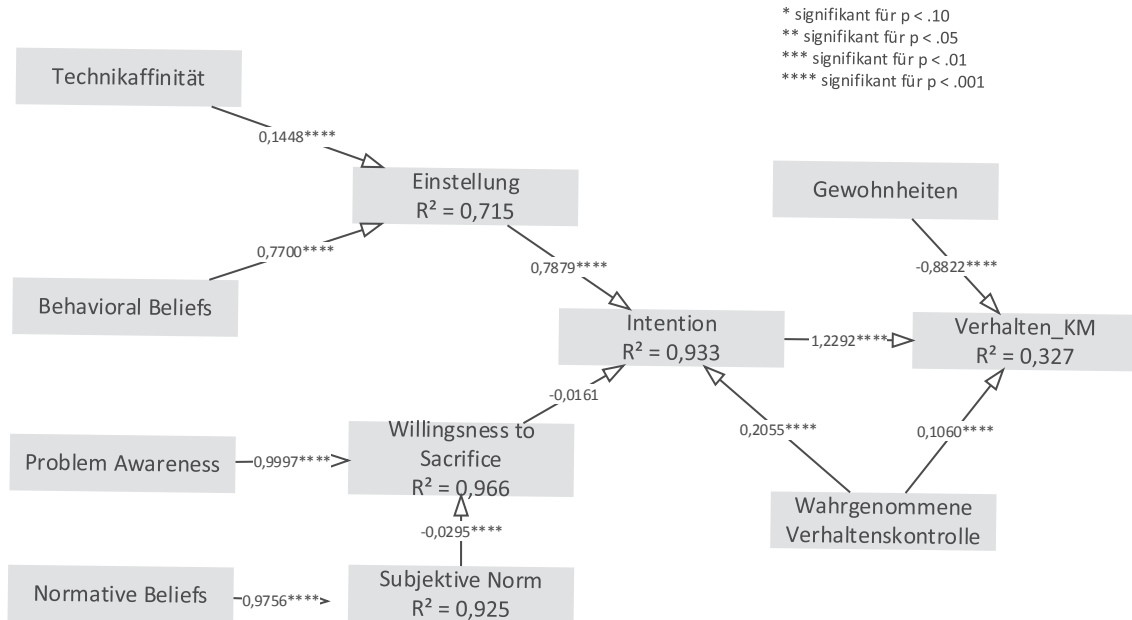 * signifikant für p < .10
** signifikant für p < .05
*** signifikant für p < .01
**** signifikant für p < .001
Technikaffinität
0,1448****
Einstellung
R² = 0,715
Gewohnheiten
0,7700****
0,7879****
-0,8822****
Behavioral Beliefs
Intention
R² = 0,933
1,2292****
Verhalten_KM
R² = 0,327
-0,0161
0,2055****
0,1060****
Problem Awareness
0,9997****
Willingsness to
Sacrifice
R² = 0,966
Wahrgenommene
Verhaltenskontrolle
-0,0295****
Normative Beliefs
0,9756****
Subjektive Norm
R² = 0,925